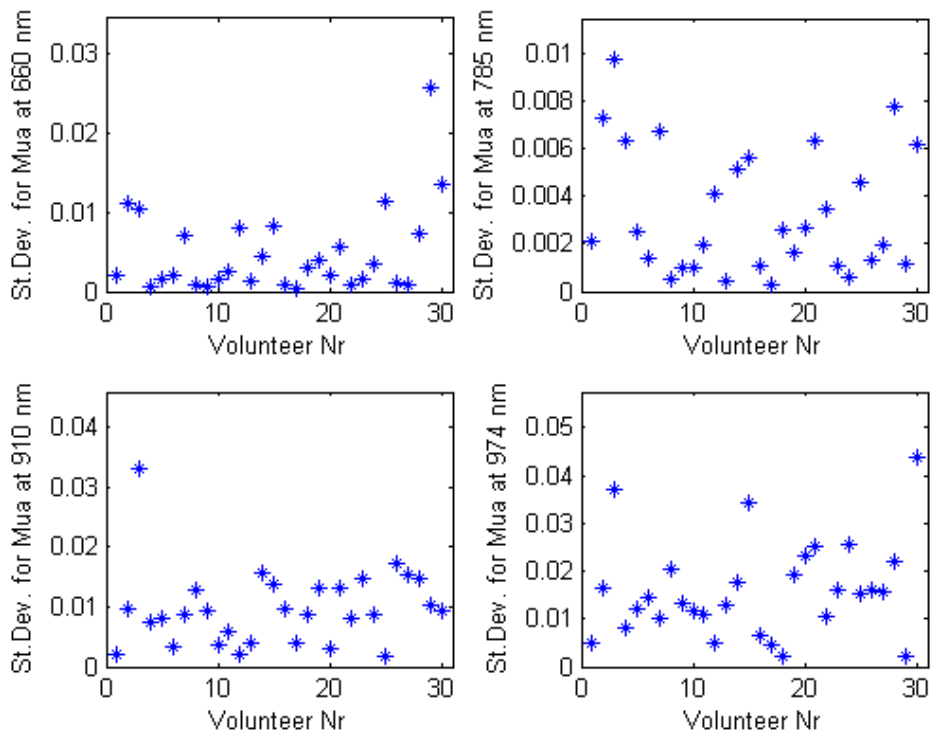 St.Dev. for Mua at 660 nm
0.03
0.02
0.01
0
0 10 20 30
Volunteer Nr
St.Dev. for Mua at 785 nm
0.01
0.008
0.006
0.004
0.002
0
0 10 20 30
Volunteer Nr
St.Dev. for Mua at 910 nm
0.04
0.03
0.02
0.01
0
0 10 20 30
Volunteer Nr
St.Dev. for Mua at 974 nm
0.05
0.04
0.03
0.02
0.01
0
0 10 20 30
Volunteer Nr